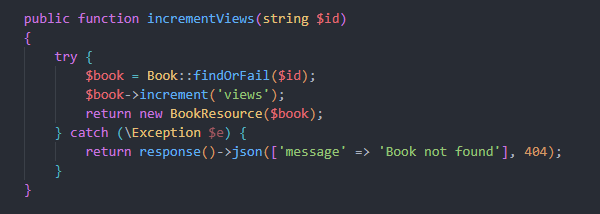 public function incrementViews(string $id)
{
    try {
        $book = Book::findOrFail($id);
        $book->increment('views');
        return new BookResource($book);
    } catch (\Exception $e) {
        return response()->json(['message' => 'Book not found'], 404);
    }
}